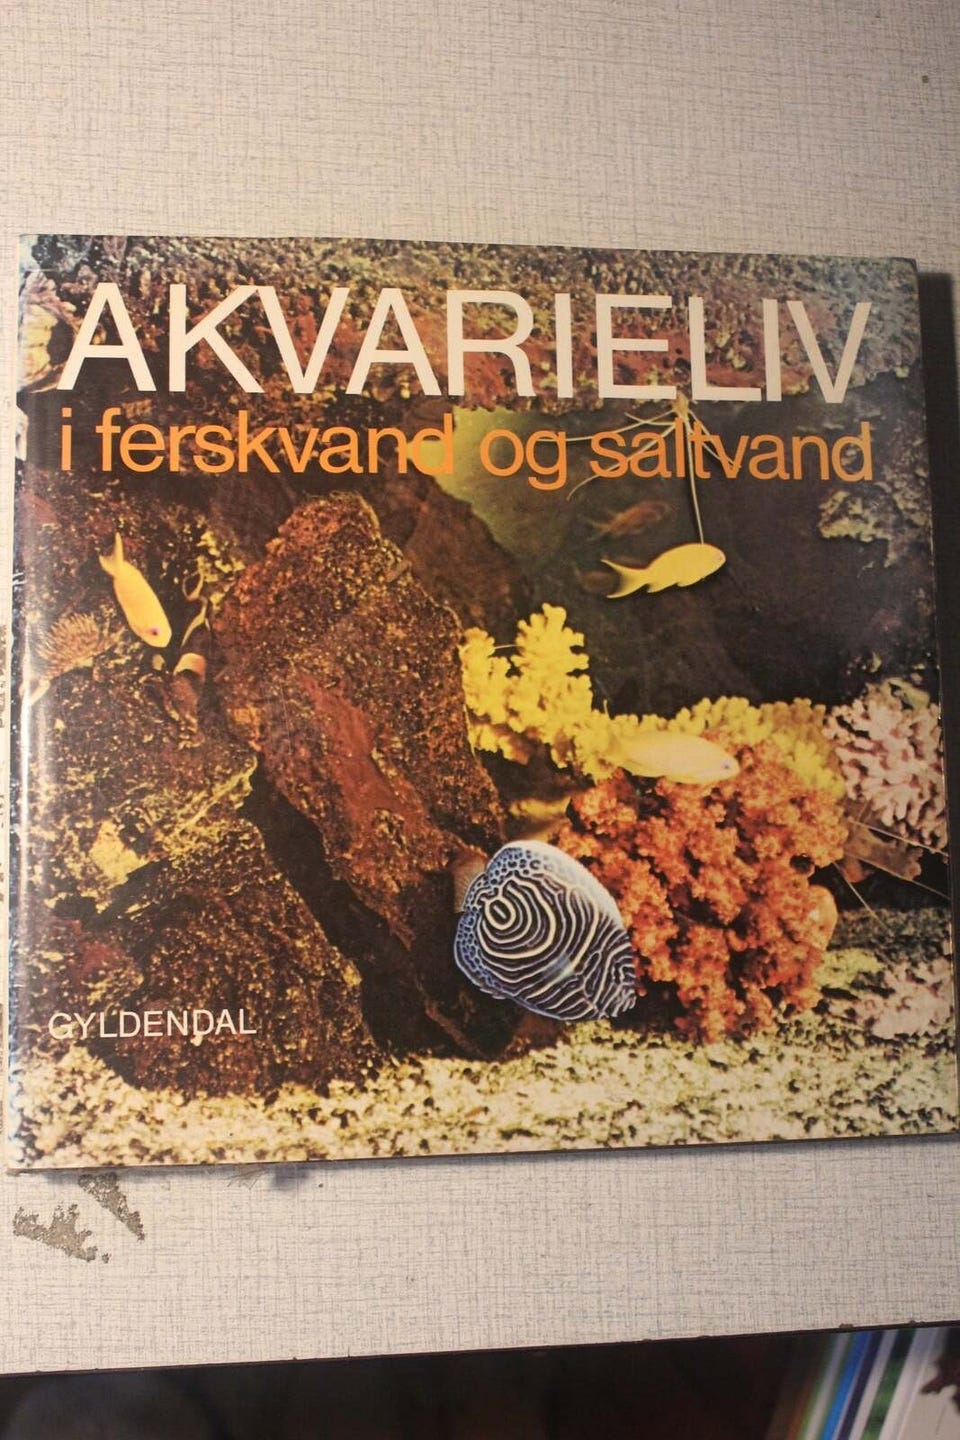 AKVARIELIV
i ferskvand og saltvand
GYLDENDAL